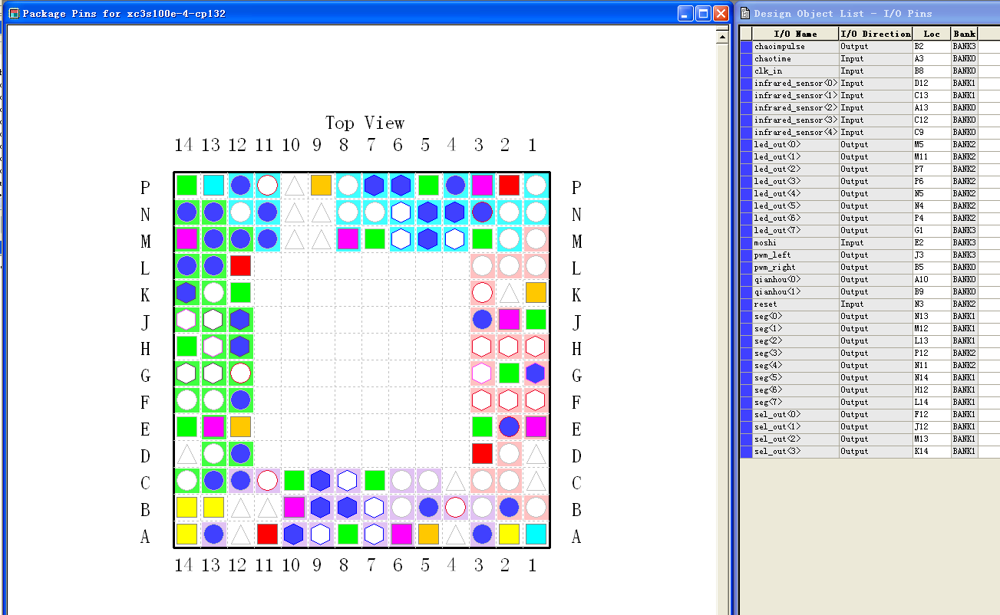 Package Pins for xc3s100e-4-cp132
Top View
14 13 12 11 10 9 8 7 6 5 4 3 2 1
P P
N N
M M
L L
K K
J J
H H
G G
F F
E E
D D
C C
B B
A A
14 13 12 11 10 9 8 7 6 5 4 3 2 1
Design Object List - I/O Pins
I/O Name I/O Direction Loc Bank
chaoimpulse Output B2 BANK3
chaotime Input A3 BANK0
clk_in Input B8 BANK0
infrared_sensor<0> Input D12 BANK1
infrared_sensor<1> Input C13 BANK1
infrared_sensor<2> Input A13 BANK0
infrared_sensor<3> Input C12 BANK0
infrared_sensor<4> Input C9 BANK0
led_out<0> Output M5 BANK2
led_out<1> Output M11 BANK2
led_out<2> Output P7 BANK2
led_out<3> Output P6 BANK2
led_out<4> Output N5 BANK2
led_out<5> Output N4 BANK2
led_out<6> Output P4 BANK2
led_out<7> Output G1 BANK3
moshi Input E2 BANK3
pwm_left Output J3 BANK3
pwm_right Output B5 BANK0
qianhou<0> Output A10 BANK0
qianhou<1> Output B9 BANK0
reset Input N3 BANK2
seg<0> Output N13 BANK1
seg<1> Output M12 BANK1
seg<2> Output L13 BANK1
seg<3> Output P12 BANK2
seg<4> Output N11 BANK2
seg<5> Output N14 BANK1
seg<6> Output H12 BANK1
seg<7> Output L14 BANK1
sel_out<0> Output F12 BANK1
sel_out<1> Output J12 BANK1
sel_out<2> Output M13 BANK1
sel_out<3> Output K14 BANK1